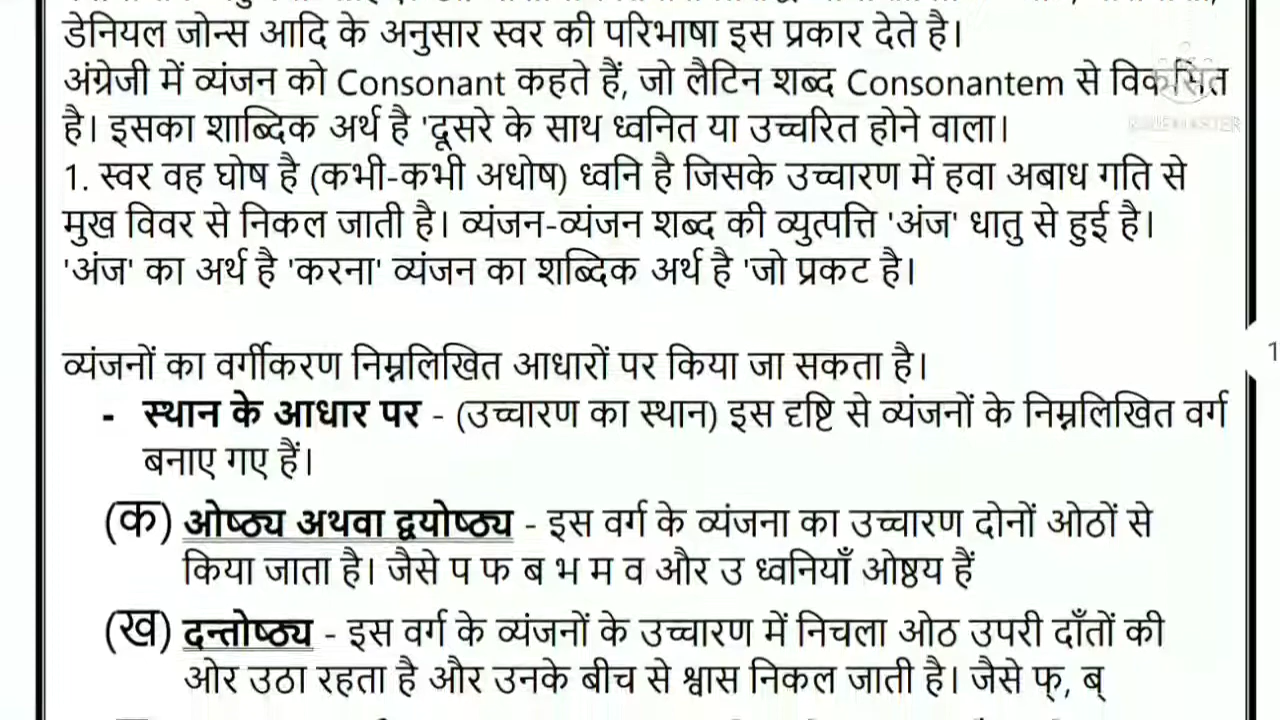 डेनियल जोन्स आदि के अनुसार स्वर की परिभाषा इस प्रकार देते है।
अंग्रेजी में व्यंजन को Consonant कहते हैं, जो लैटिन शब्द Consonantem से विकसित
है। इसका शाब्दिक अर्थ है 'दूसरे के साथ ध्वनित या उच्चरित होने वाला।
1. स्वर वह घोष है (कभी-कभी अधोष) ध्वनि है जिसके उच्चारण में हवा अबाध गति से
मुख विवर से निकल जाती है। व्यंजन-व्यंजन शब्द की व्युत्पत्ति 'अंज' धातु से हुई है।
'अंज' का अर्थ है 'करना' व्यंजन का शब्दिक अर्थ है 'जो प्रकट है।
1
व्यंजनों का वर्गीकरण निम्नलिखित आधारों पर किया जा सकता है।
- स्थान के आधार पर - (उच्चारण का स्थान) इस दृष्टि से व्यंजनों के निम्नलिखित वर्ग
बनाए गए हैं।
(क) ओष्ठ्य अथवा द्वयोष्ठ्य - इस वर्ग के व्यंजना का उच्चारण दोनों ओठों से
किया जाता है। जैसे प फ ब भ म व और उ ध्वनियाँ ओष्ठय हैं
(ख) दन्तोष्ठ्य - इस वर्ग के व्यंजनों के उच्चारण में निचला ओठ उपरी दाँतों की
ओर उठा रहता है और उनके बीच से श्वास निकल जाती है। जैसे फ्, ब्